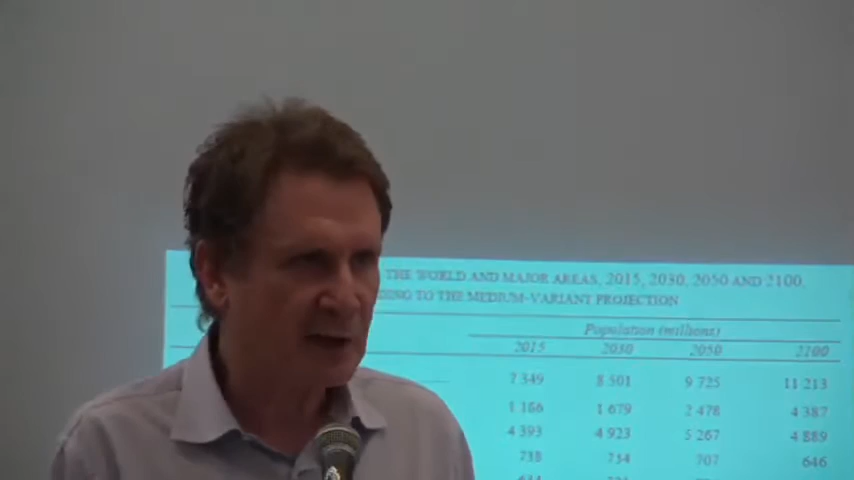 THE WORLD AND MAJOR AREAS, 2015, 2030, 2050 AND 2100,
TO THE MEDIUM-VARIANT PROJECTION
Population (millions)
2015 2030 2050 2100
7 349 8 501 9 725 11 213
1 186 1 679 2 478 4 387
4 393 4 923 5 267 4 889
738 734 707 646